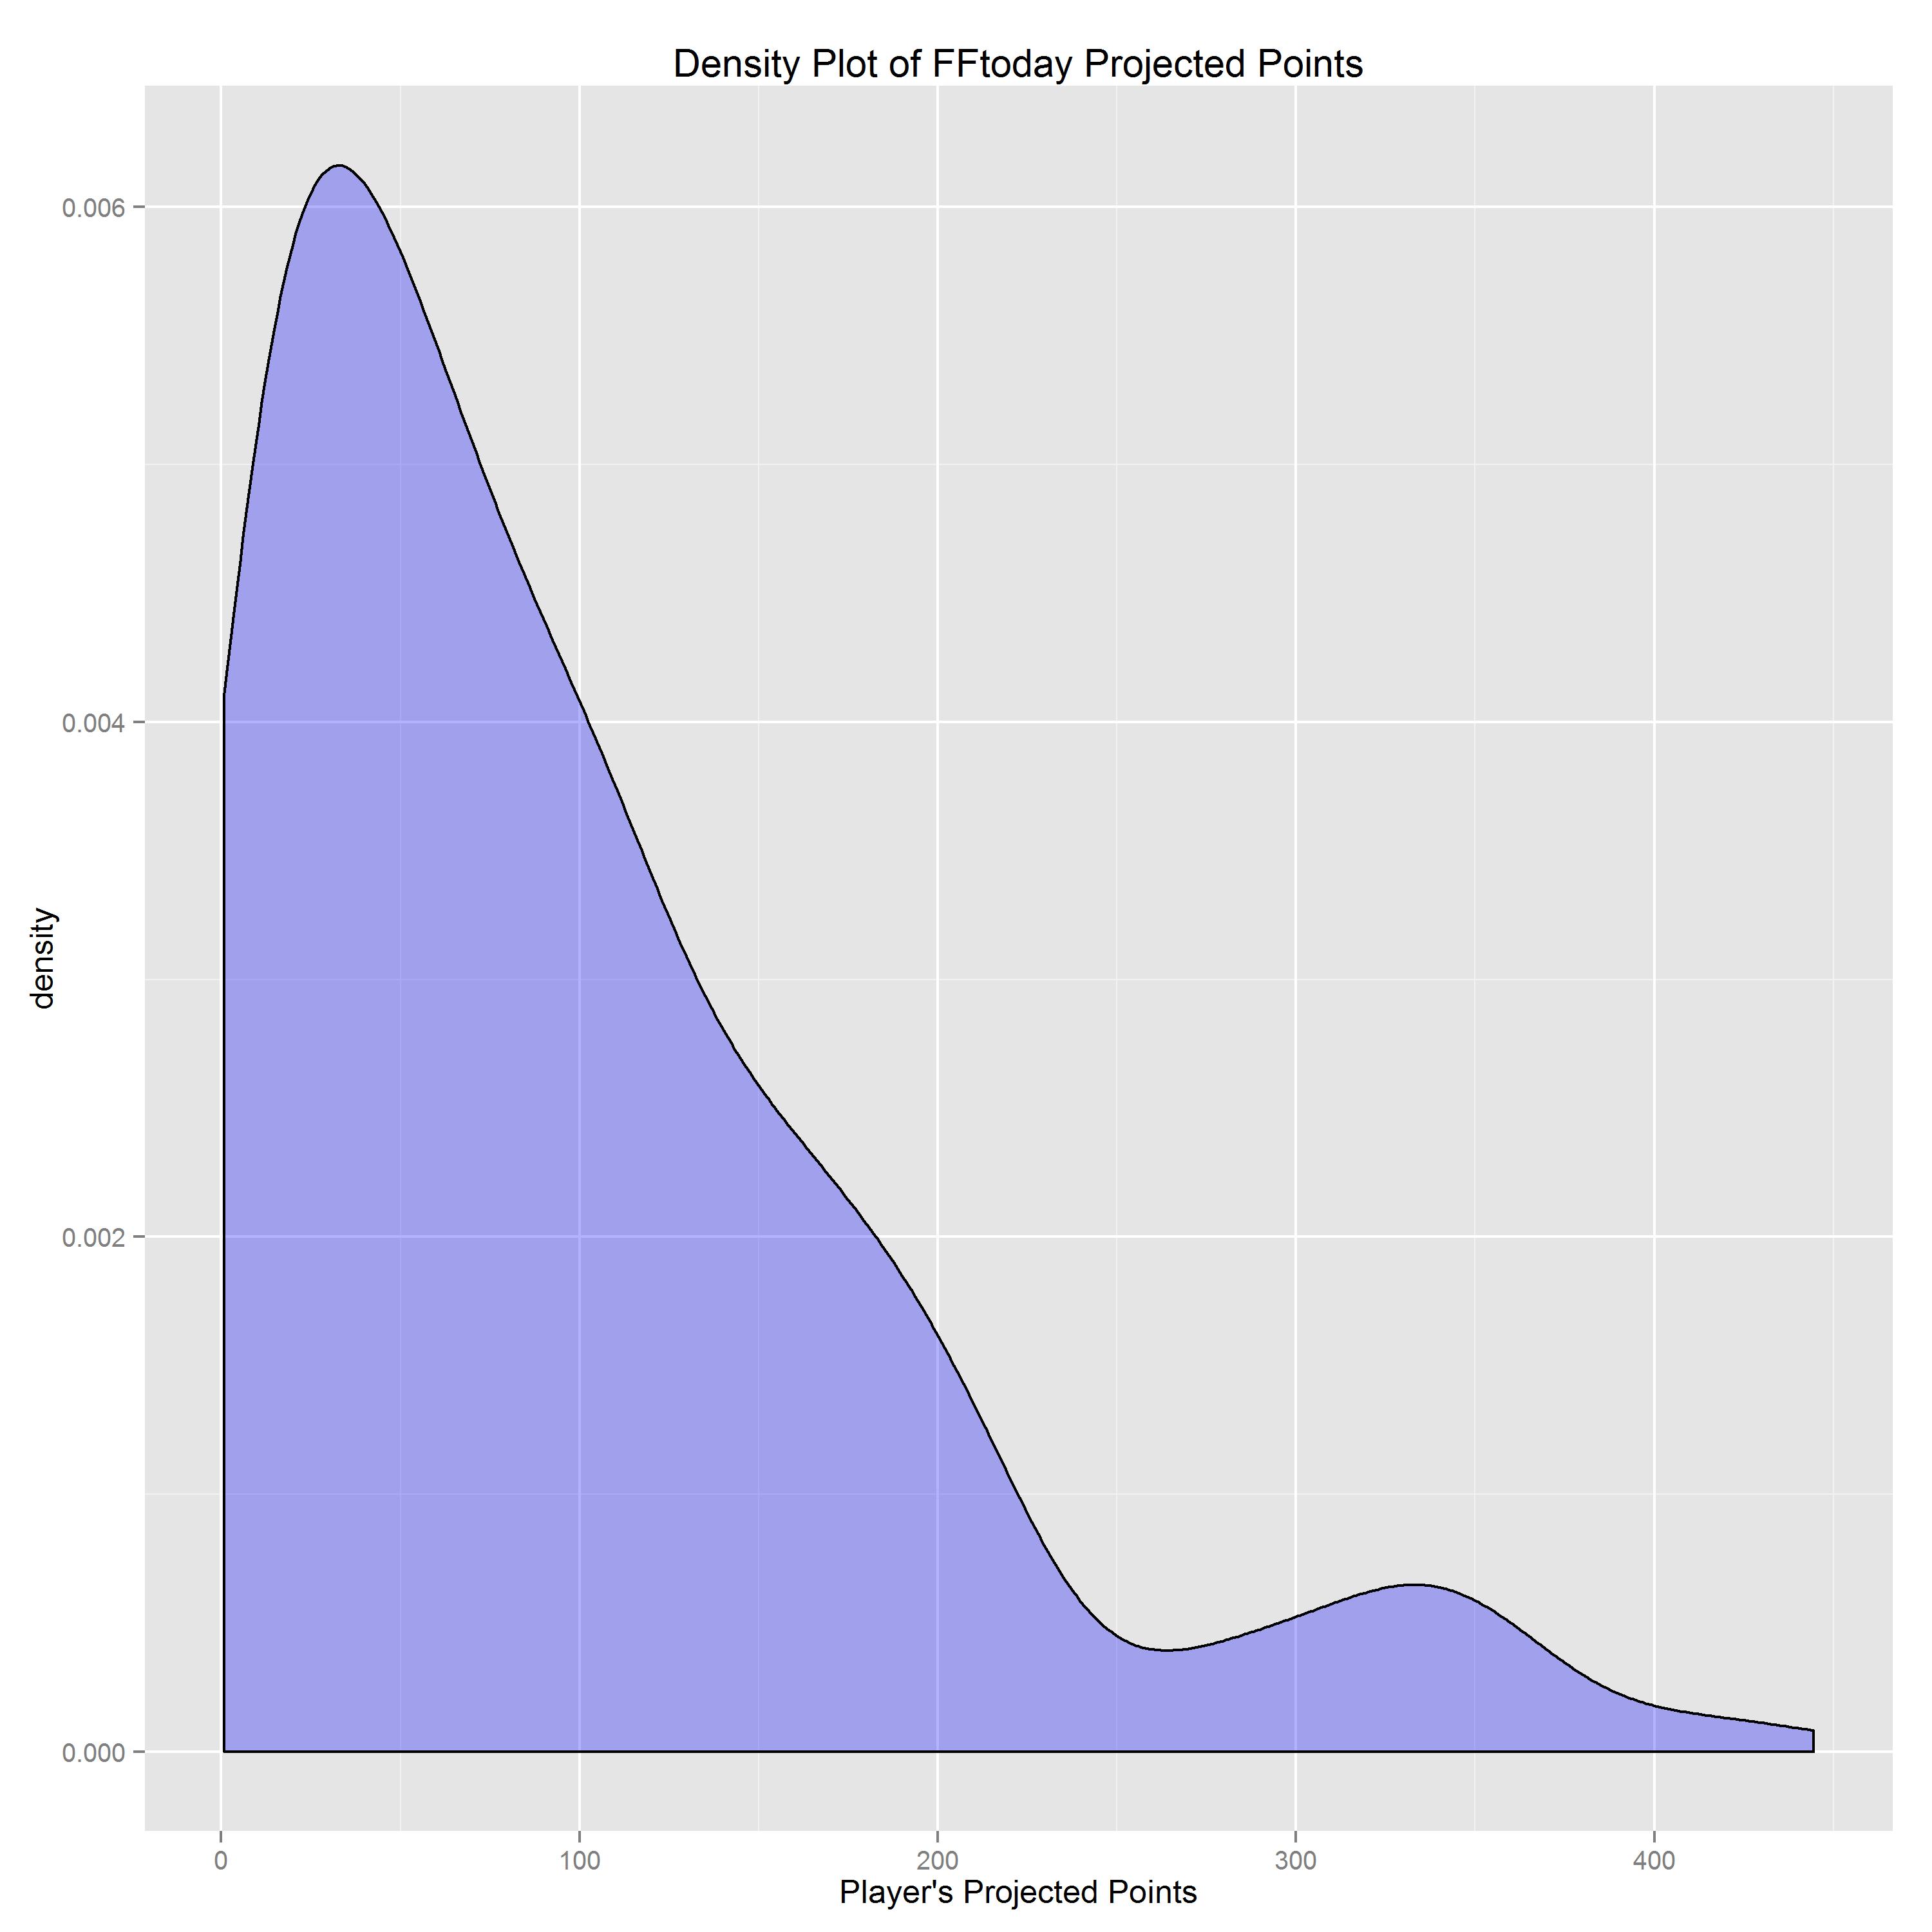 Density Plot of FFtoday Projected Points
density
0.006
0.004
0.002
0.000
0 100 200 300 400
Player's Projected Points